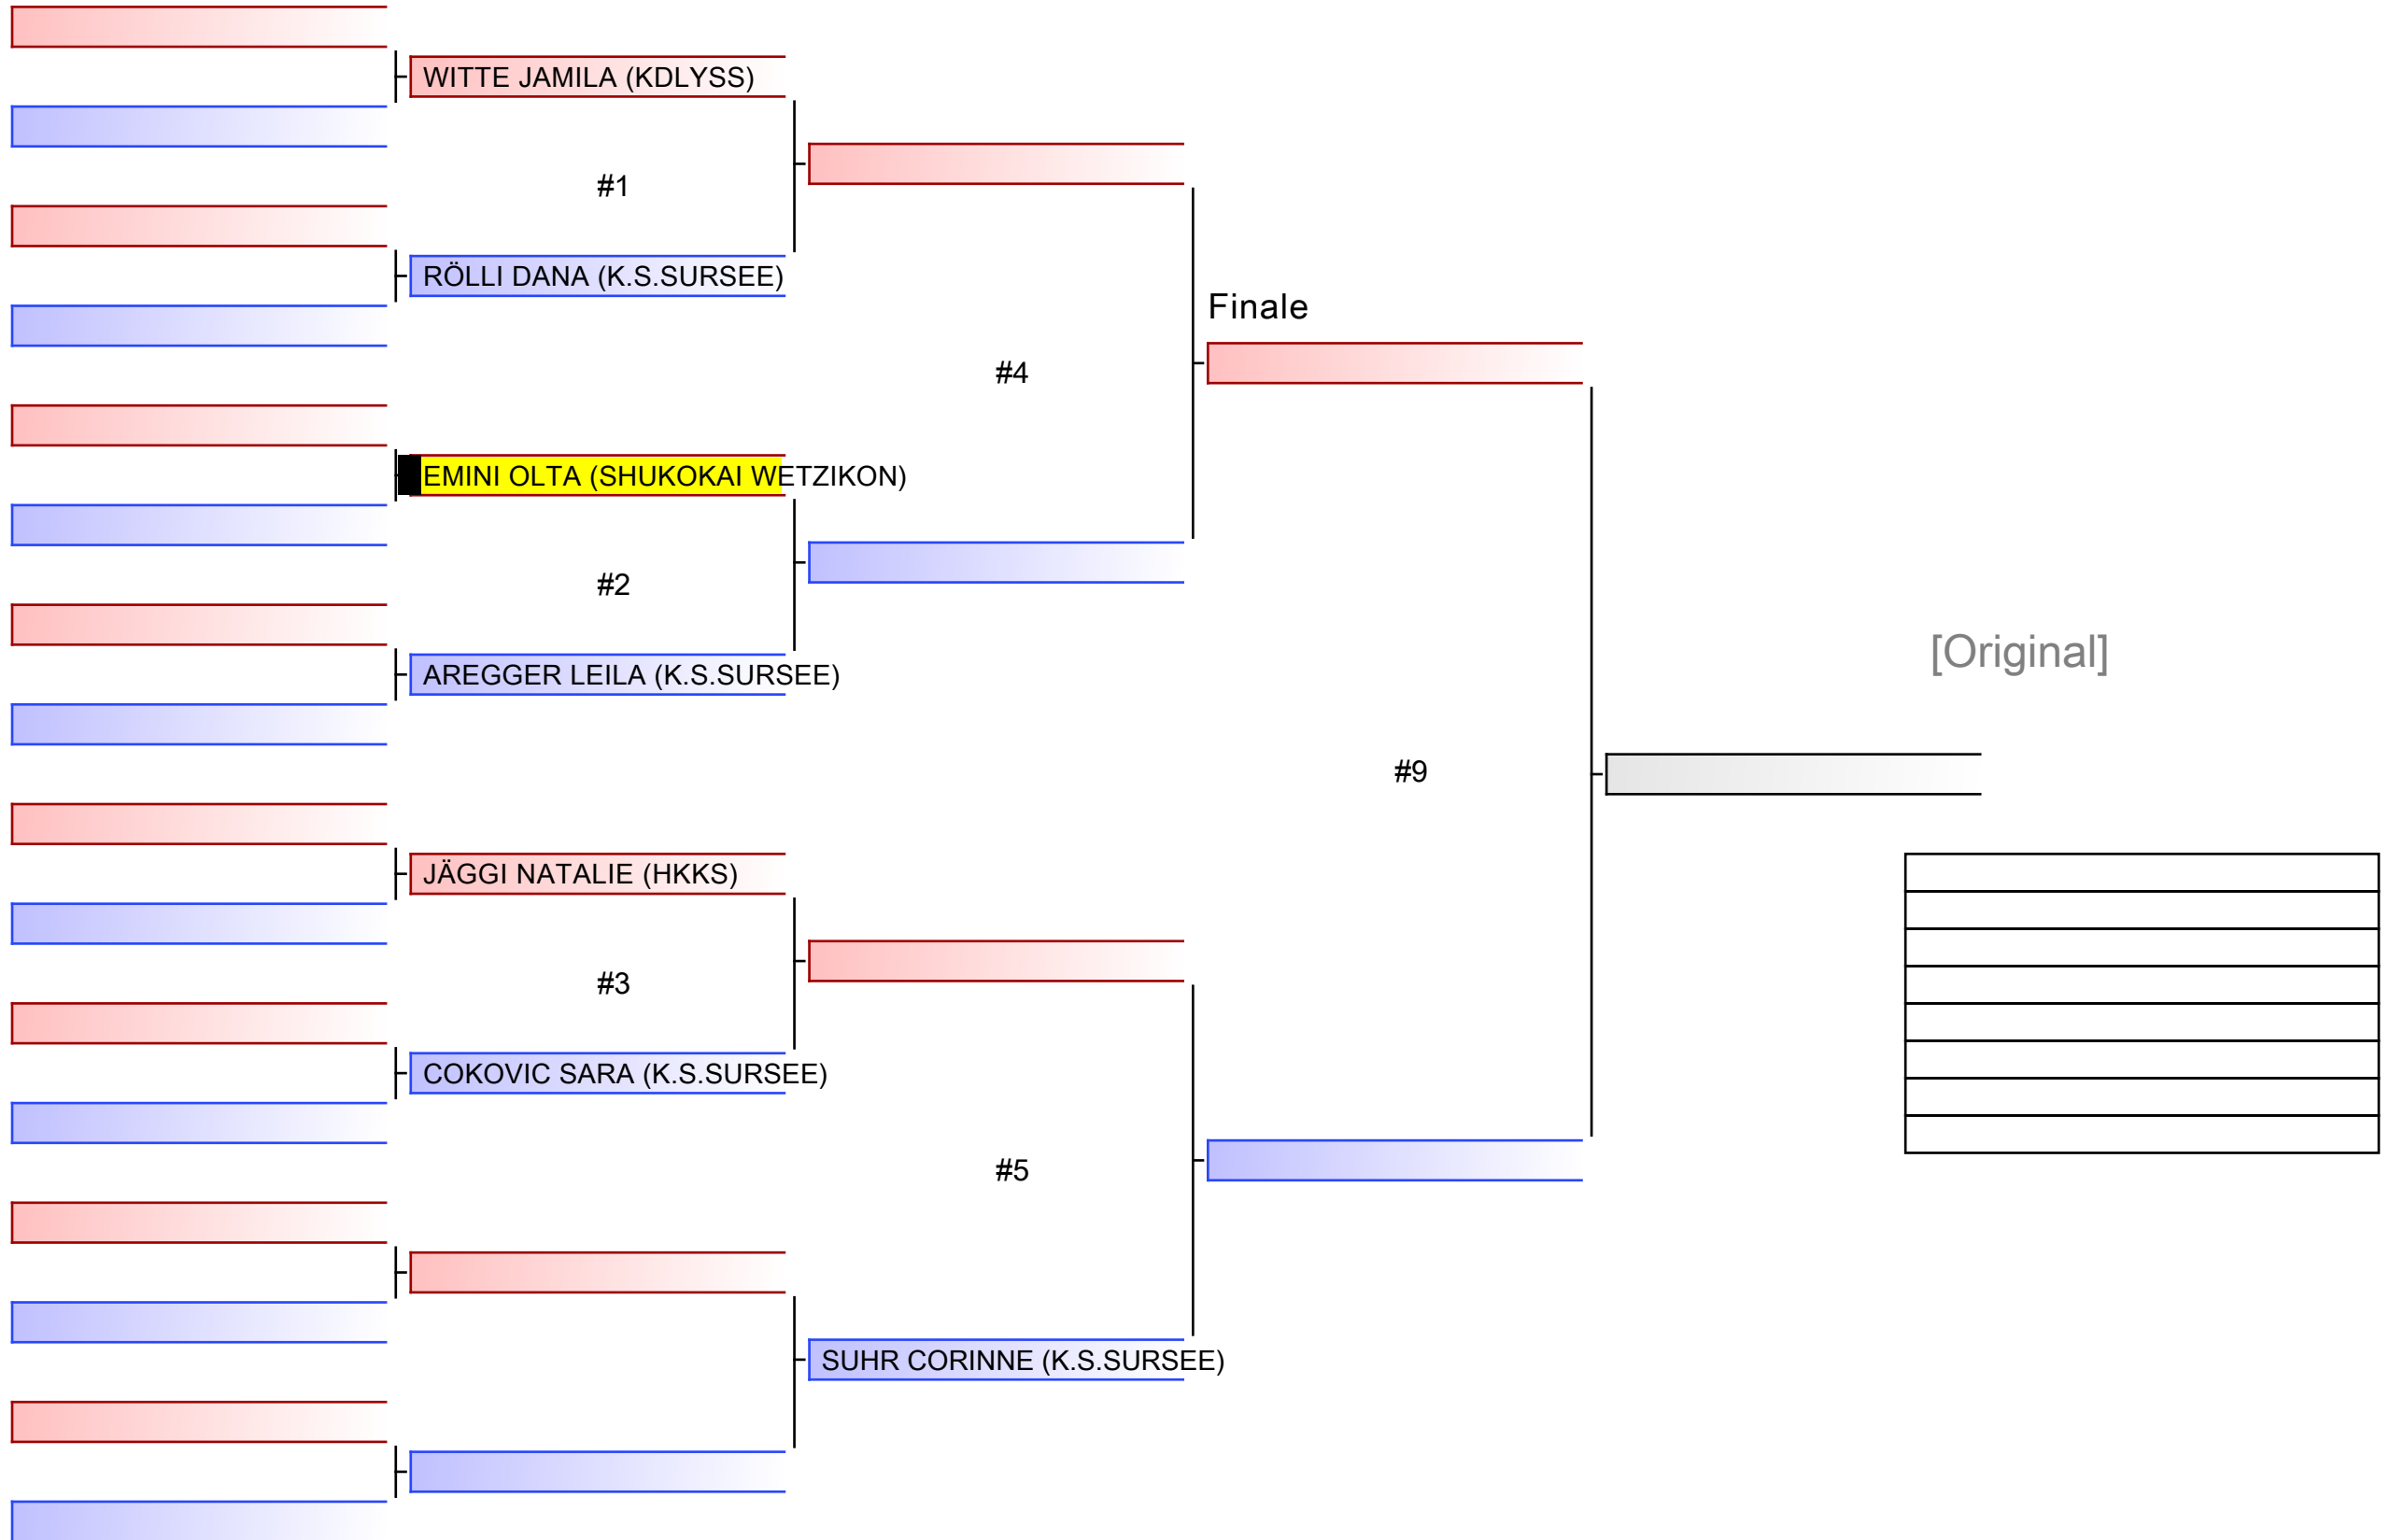 WITTE JAMILA (KDLYSS)
#1
RÖLLI DANA (K.S.SURSEE)
Finale
#4
EMINI OLTA (SHUKOKAI WETZIKON)
#2
AREGGER LEILA (K.S.SURSEE)
[Original]
#9
JÄGGI NATALIE (HKKS)
#3
COKOVIC SARA (K.S.SURSEE)
#5
SUHR CORINNE (K.S.SURSEE)